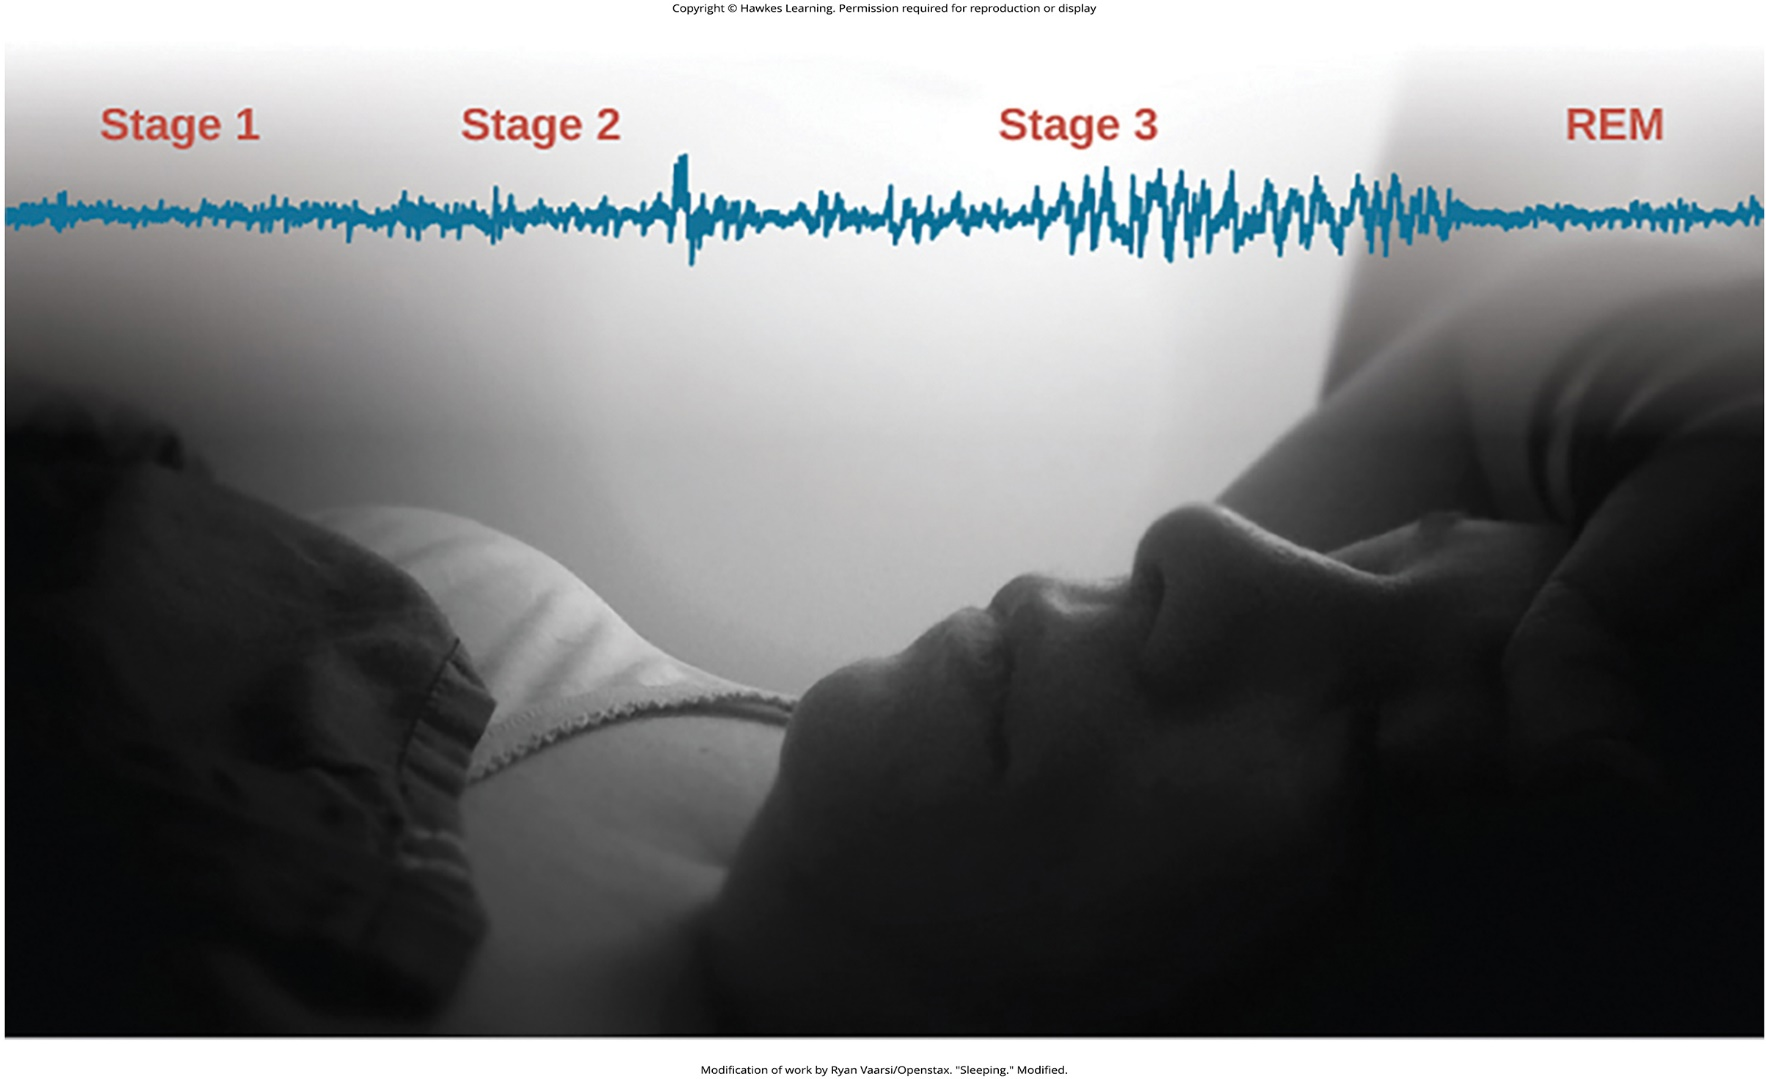 Copyright © Hawkes Learning. Permission required for reproduction or display
Stage 1 Stage 2 Stage 3 REM
Modification of work by Ryan Vaarsi/Openstax. "Sleeping." Modified.